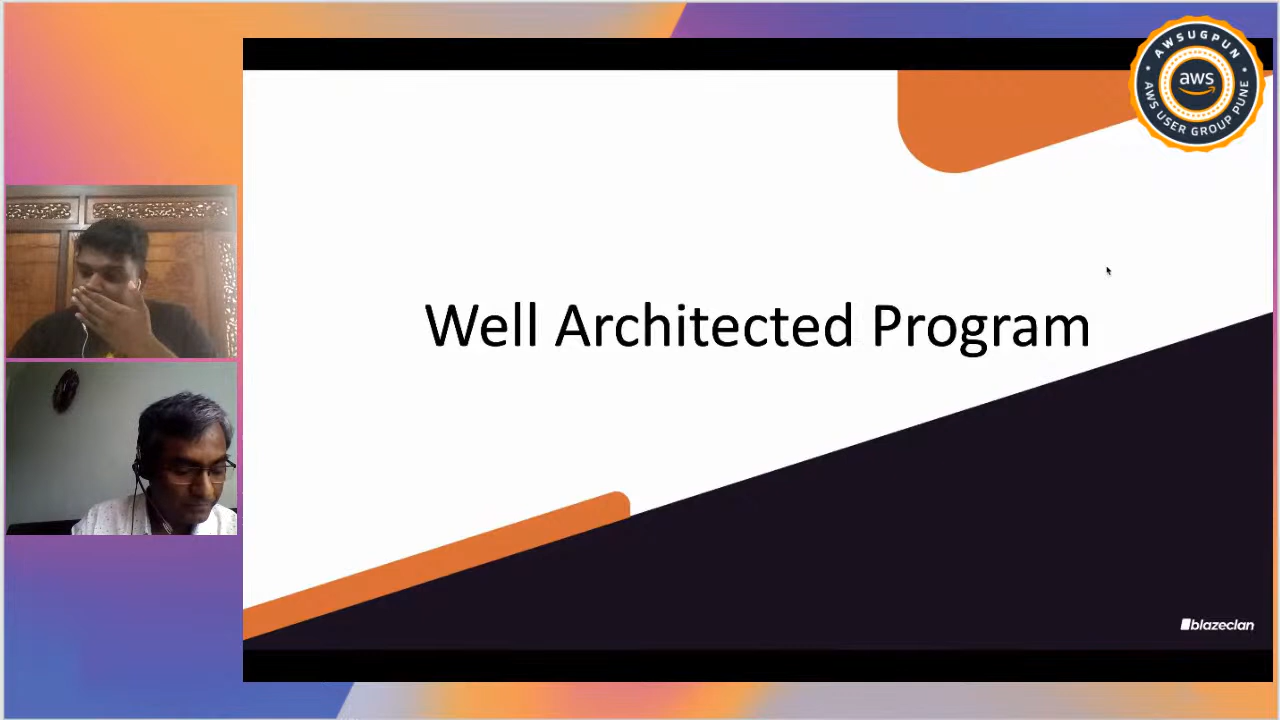 AWSUGPUN
aws
AWS USER GROUP PUNE
Well Architected Program
blazeclan